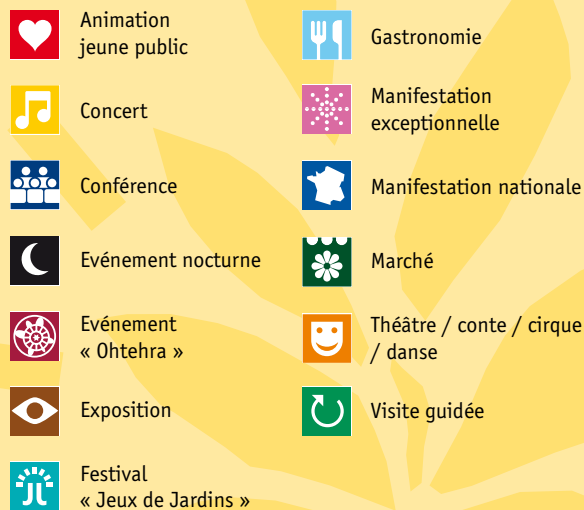 Animation
jeune public
Concert
Conférence
Evénement nocturne
Evénement
« Ohtehra »
Exposition
Festival
« Jeux de Jardins »
Gastronomie
Manifestation
exceptionnelle
Manifestation nationale
Marché
Théâtre / conte / cirque
/ danse
Visite guidée